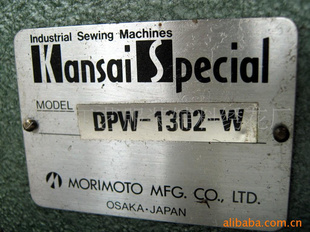 Industrial Sewing Machines
Kansai Special
MODEL
DPW-1302-W
MORIMOTO MFG. CO., LTD.
OSAKA·JAPAN
alibaba.com.cn